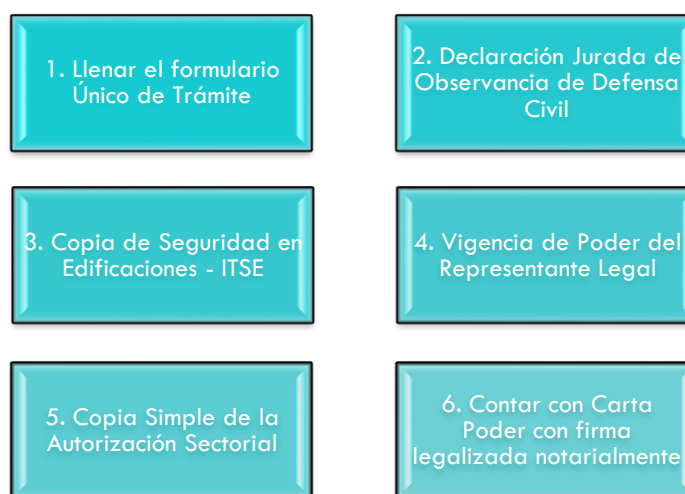 1. Llenar el formulario
Único de Trámite
2. Declaración Jurada de
Observancia de Defensa
Civil
3. Copia de Seguridad en
Edificaciones - ITSE
4. Vigencia de Poder del
Representante Legal
5. Copia Simple de la
Autorización Sectorial
6. Contar con Carta
Poder con firma
legalizada notarialmente